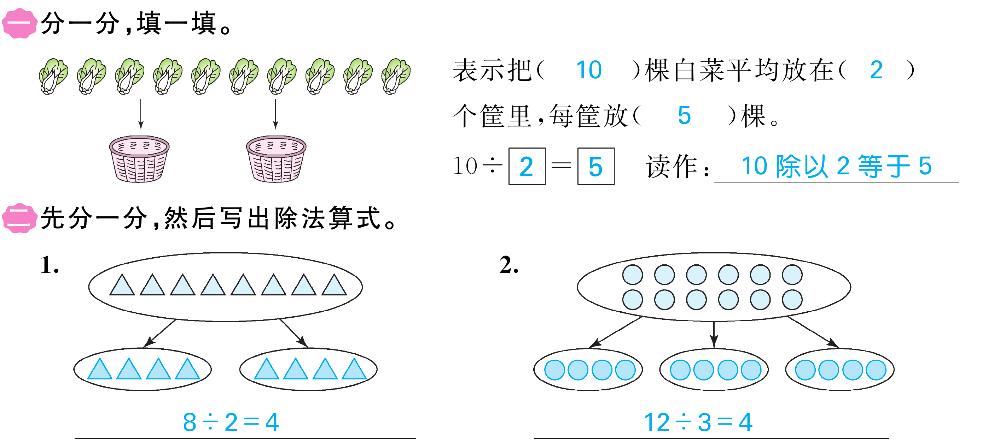 一 分一分,填一填。
表示把( 10 )棵白菜平均放在( 2 )
个筐里,每筐放( 5 )棵。
10÷2=5 读作: 10 除以 2 等于 5
二 先分一分,然后写出除法算式。
1.
2.
8÷2=4
12÷3=4